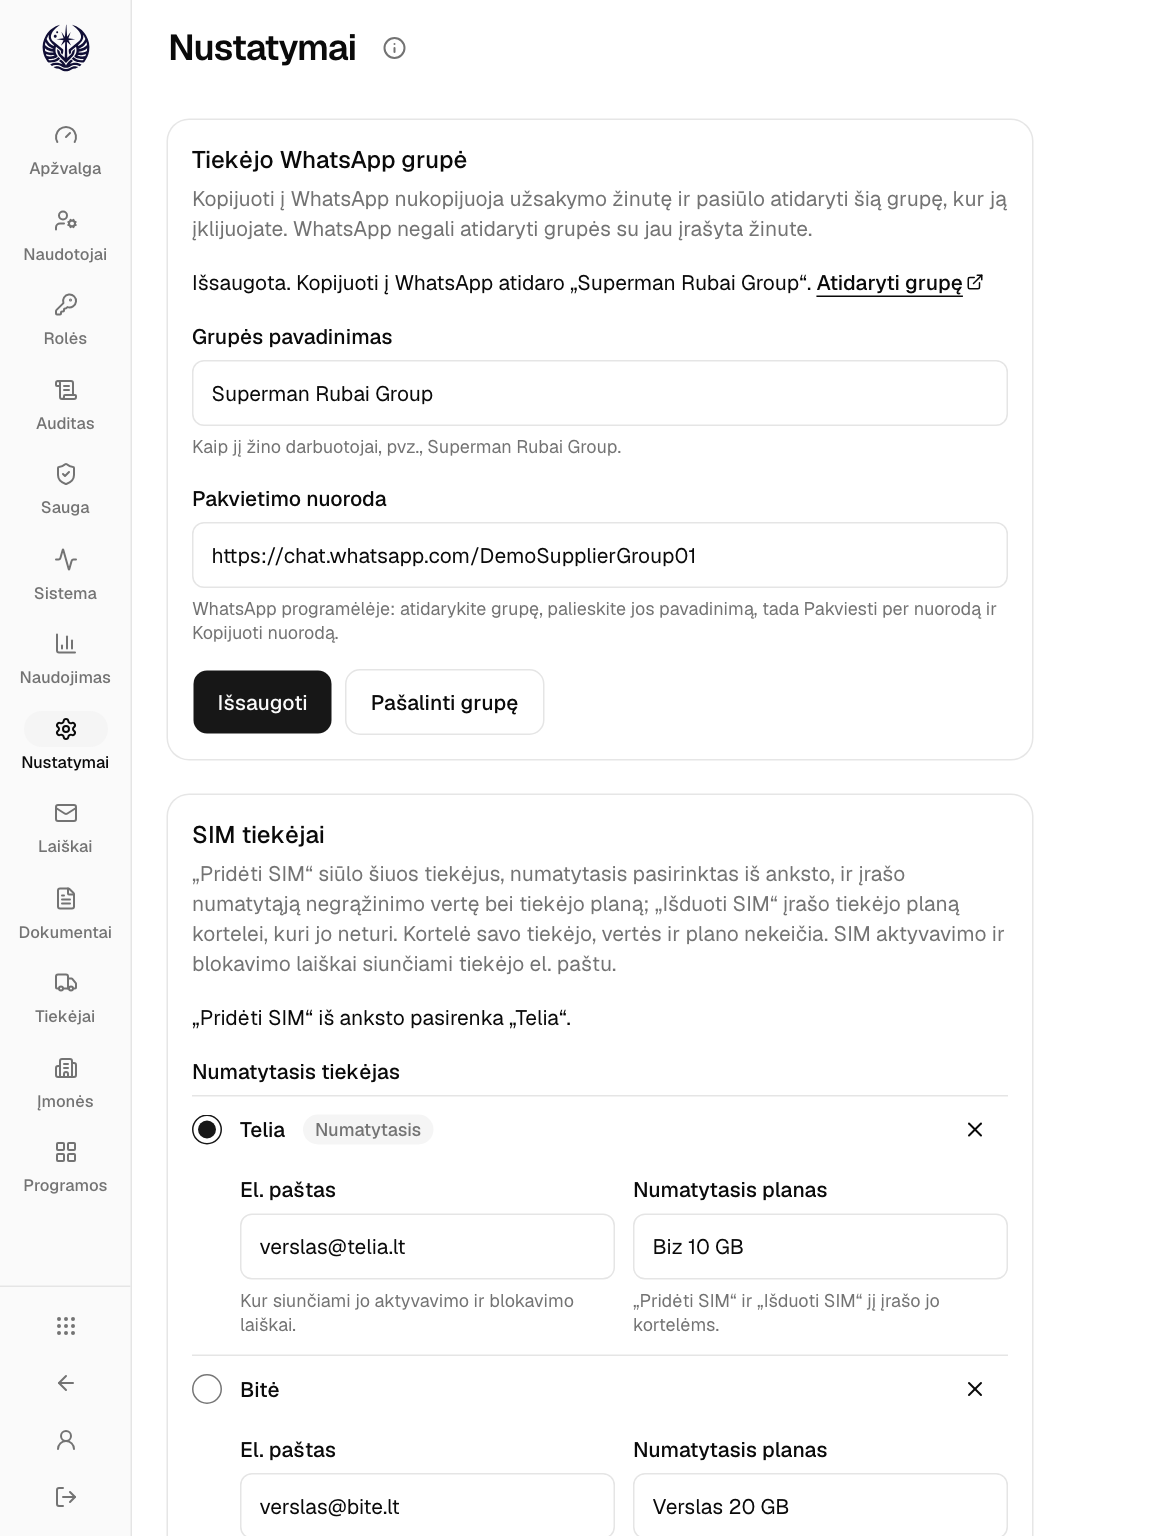 Nustatymai
Apžvalga
Naudotojai
Rolės
Auditas
Sauga
Sistema
Naudojimas
Nustatymai
Laiškai
Dokumentai
Tiekėjai
Įmonės
Programos
Tiekėjo WhatsApp grupė
Kopijuoti į WhatsApp nukopijuoja užsakymo žinutę ir pasiūlo atidaryti šią grupę, kur ją
įklijuojate. WhatsApp negali atidaryti grupės su jau įrašyta žinute.
Išsaugota. Kopijuoti į WhatsApp atidaro „Superman Rubai Group“. Atidaryti grupę
Grupės pavadinimas
Superman Rubai Group
Kaip jį žino darbuotojai, pvz., Superman Rubai Group.
Pakvietimo nuoroda
https://chat.whatsapp.com/DemoSupplierGroup01
WhatsApp programėlėje: atidarykite grupę, palieskite jos pavadinimą, tada Pakviesti per nuorodą ir
Kopijuoti nuorodą.
Išsaugoti
Pašalinti grupę
SIM tiekėjai
„Pridėti SIM“ siūlo šiuos tiekėjus, numatytasis pasirinktas iš anksto, ir įrašo
numatytąją negrąžinimo vertę bei tiekėjo planą; „Išduoti SIM“ įrašo tiekėjo planą
kortelei, kuri jo neturi. Kortelė savo tiekėjo, vertės ir plano nekeičia. SIM aktyvavimo ir
blokavimo laiškai siunčiami tiekėjo el. paštu.
„Pridėti SIM“ iš anksto pasirenka „Telia“.
Numatytasis tiekėjas
Telia Numatytasis
El. paštas
Numatytasis planas
verslas@telia.lt
Biz 10 GB
Kur siunčiami jo aktyvavimo ir blokavimo
laiškai.
„Pridėti SIM“ ir „Išduoti SIM“ jį įrašo jo
kortelėms.
Bitė
El. paštas
Numatytasis planas
verslas@bite.lt
Verslas 20 GB